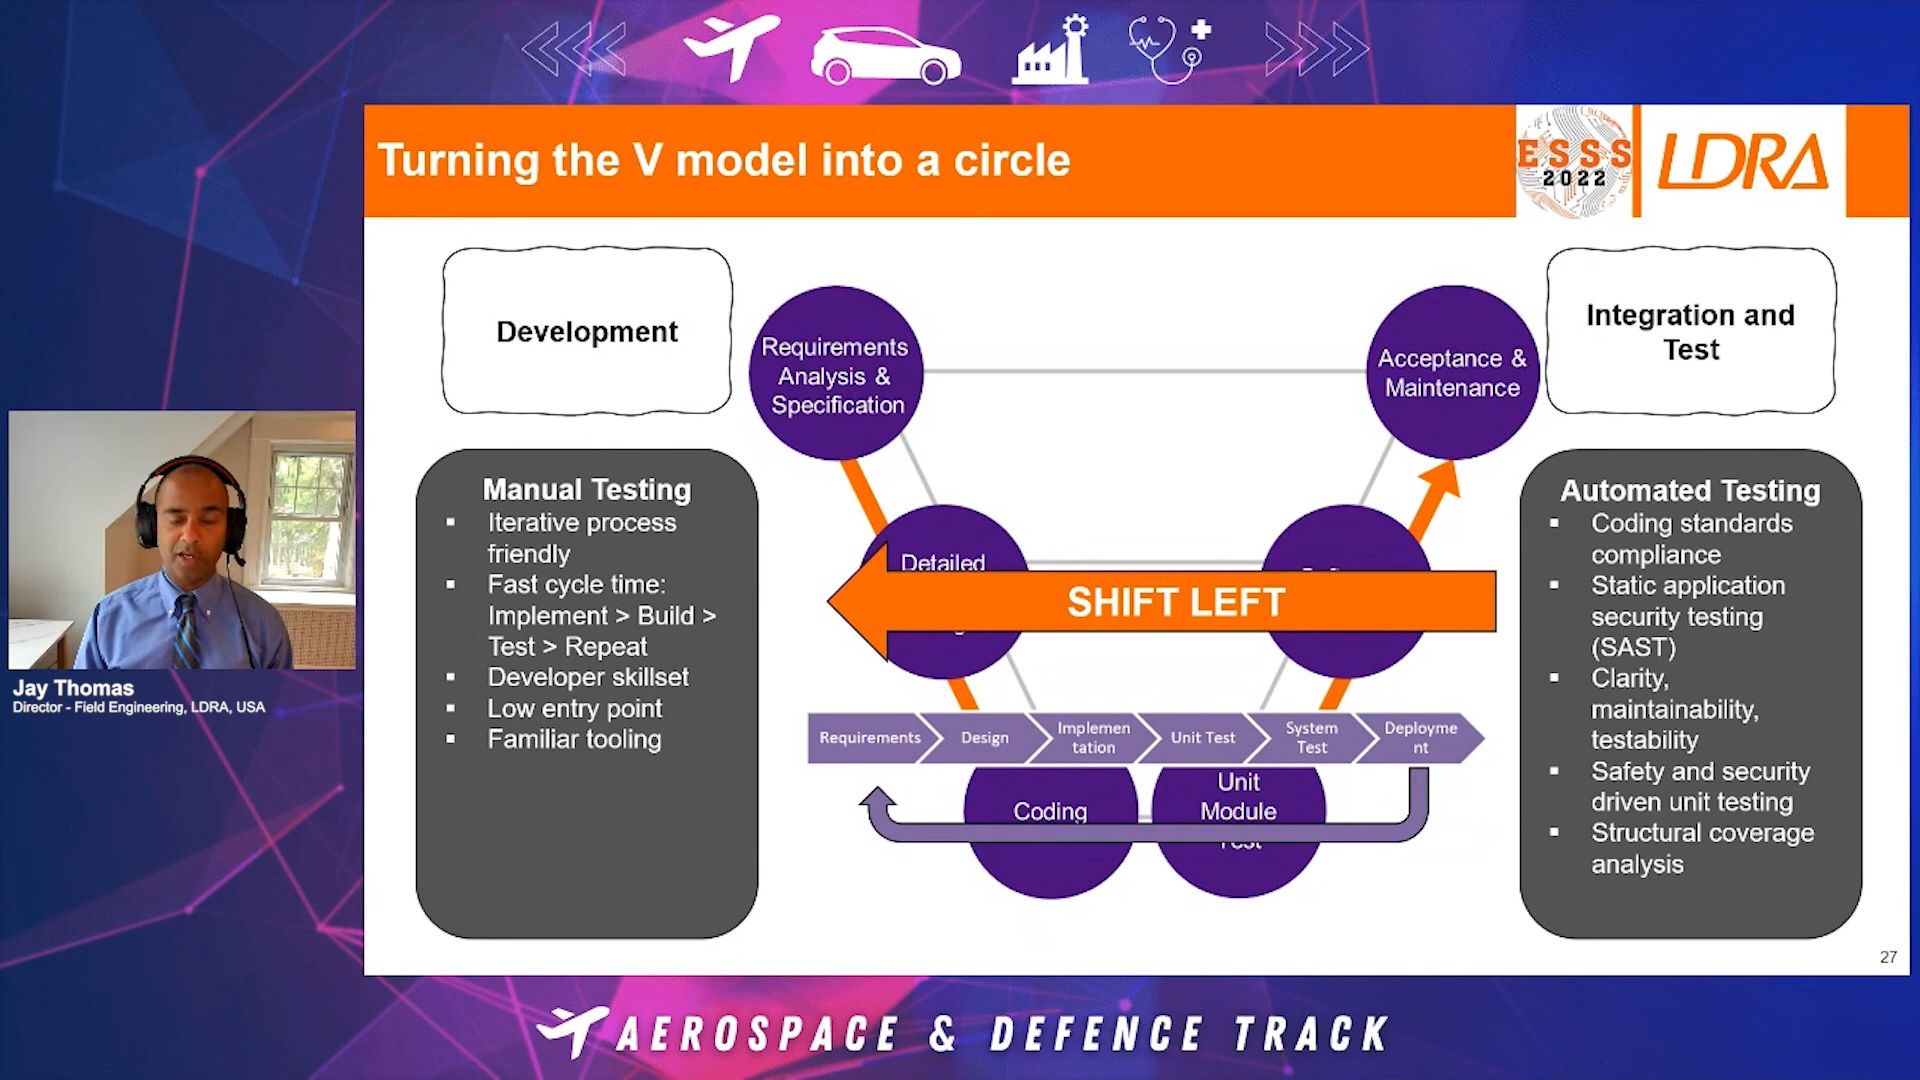 Turning the V model into a circle
ESSS
2022
LDRA
Development
Integration and
Test
Requirements
Analysis &
Specification
Acceptance &
Maintenance
Manual Testing
▪ Iterative process
friendly
▪ Fast cycle time:
Implement > Build >
Test > Repeat
▪ Developer skillset
▪ Low entry point
▪ Familiar tooling
Detailed
SHIFT LEFT
Requirements
Design
Implemen
tation
Unit Test
System
Test
Deployme
nt
Coding
Unit
Module
Test
Automated Testing
▪ Coding standards
compliance
▪ Static application
security testing
(SAST)
▪ Clarity,
maintainability,
testability
▪ Safety and security
driven unit testing
▪ Structural coverage
analysis
27
Jay Thomas
Director - Field Engineering, LDRA, USA
AEROSPACE & DEFENCE TRACK